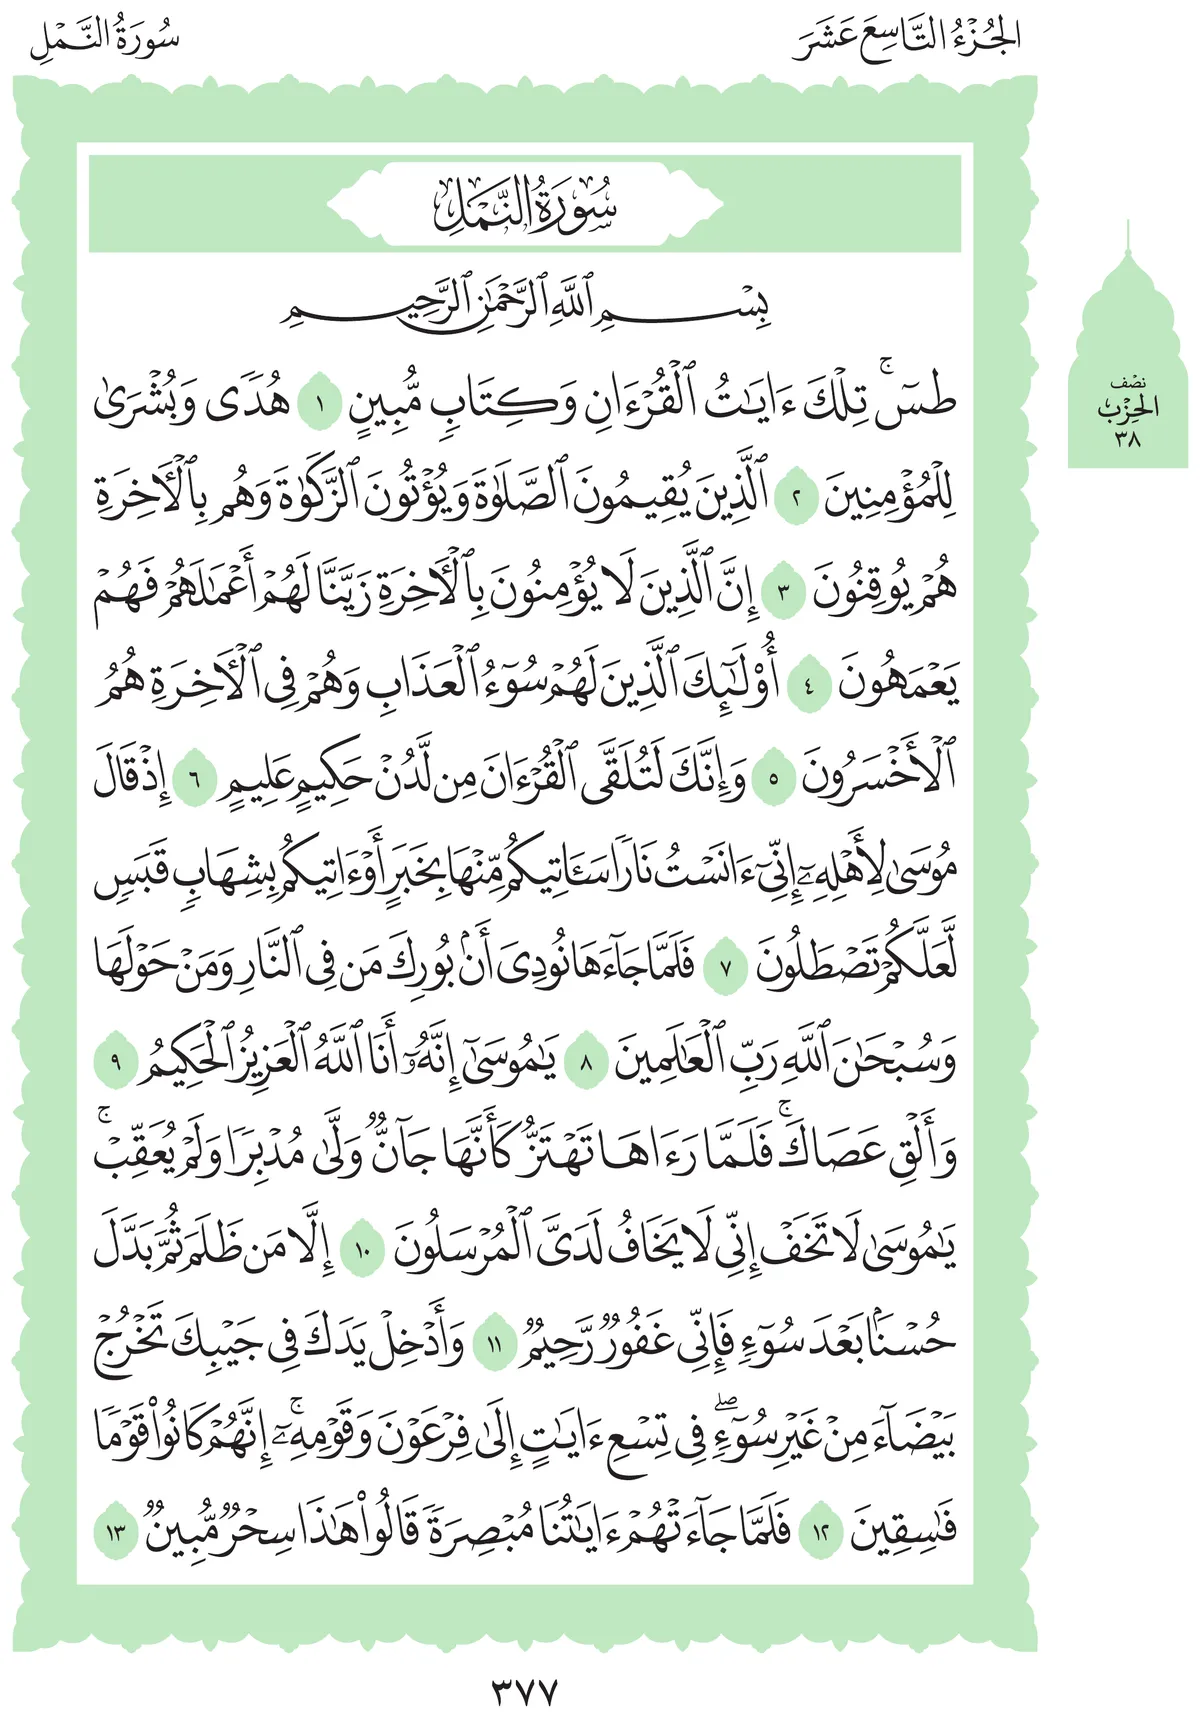 الجُزْءُ التَّاسِعَ عَشَرَ
سُورَةُ النَّمْلِ
سُورَةُ النَّمْلِ
بِسْمِ ٱللَّهِ ٱلرَّحْمَٰنِ ٱلرَّحِيمِ
نصف
الحِزْب
٣٨
طسٓۚ تِلْكَ ءَايَٰتُ ٱلْقُرْءَانِ وَكِتَابٍ مُّبِينٍ ١ هُدًى وَبُشْرَىٰ
لِلْمُؤْمِنِينَ ٢ ٱلَّذِينَ يُقِيمُونَ ٱلصَّلَوٰةَ وَيُؤْتُونَ ٱلزَّكَوٰةَ وَهُم بِٱلْأٓخِرَةِ
هُمْ يُوقِنُونَ ٣ إِنَّ ٱلَّذِينَ لَا يُؤْمِنُونَ بِٱلْأٓخِرَةِ زَيَّنَّا لَهُمْ أَعْمَٰلَهُمْ فَهُمْ
يَعْمَهُونَ ٤ أُوْلَٰٓئِكَ ٱلَّذِينَ لَهُمْ سُوٓءُ ٱلْعَذَابِ وَهُمْ فِى ٱلْأٓخِرَةِ هُمُ
ٱلْأَخْسَرُونَ ٥ وَإِنَّكَ لَتُلَقَّى ٱلْقُرْءَانَ مِن لَّدُنْ حَكِيمٍ عَلِيمٍ ٦ إِذْ قَالَ
مُوسَىٰ لِأَهْلِهِۦٓ إِنِّىٓ ءَانَسْتُ نَارًا سَـَٔاتِيكُم مِّنْهَا بِخَبَرٍ أَوْ ءَاتِيكُم بِشِهَابٍ قَبَسٍ
لَّعَلَّكُمْ تَصْطَلُونَ ٧ فَلَمَّا جَآءَهَا نُودِىَ أَنۢ بُورِكَ مَن فِى ٱلنَّارِ وَمَنْ حَوْلَهَا
وَسُبْحَٰنَ ٱللَّهِ رَبِّ ٱلْعَٰلَمِينَ ٨ يَٰمُوسَىٰٓ إِنَّهُۥٓ أَنَا ٱللَّهُ ٱلْعَزِيزُ ٱلْحَكِيمُ ٩
وَأَلْقِ عَصَاكَۚ فَلَمَّا رَءَاهَا تَهْتَزُّ كَأَنَّهَا جَآنٌّ وَلَّىٰ مُدْبِرًا وَلَمْ يُعَقِّبْۚ
يَٰمُوسَىٰ لَا تَخَفْ إِنِّى لَا يَخَافُ لَدَىَّ ٱلْمُرْسَلُونَ ١٠ إِلَّا مَن ظَلَمَ ثُمَّ بَدَّلَ
حُسْنًۢا بَعْدَ سُوٓءٍ فَإِنِّى غَفُورٌ رَّحِيمٌ ١١ وَأَدْخِلْ يَدَكَ فِى جَيْبِكَ تَخْرُجْ
بَيْضَآءَ مِنْ غَيْرِ سُوٓءٍۖ فِى تِسْعِ ءَايَٰتٍ إِلَىٰ فِرْعَوْنَ وَقَوْمِهِۦٓۚ إِنَّهُمْ كَانُوا۟ قَوْمًا
فَٰسِقِينَ ١٢ فَلَمَّا جَآءَتْهُمْ ءَايَٰتُنَا مُبْصِرَةً قَالُوا۟ هَٰذَا سِحْرٌ مُّبِينٌ ١٣
٣٧٧